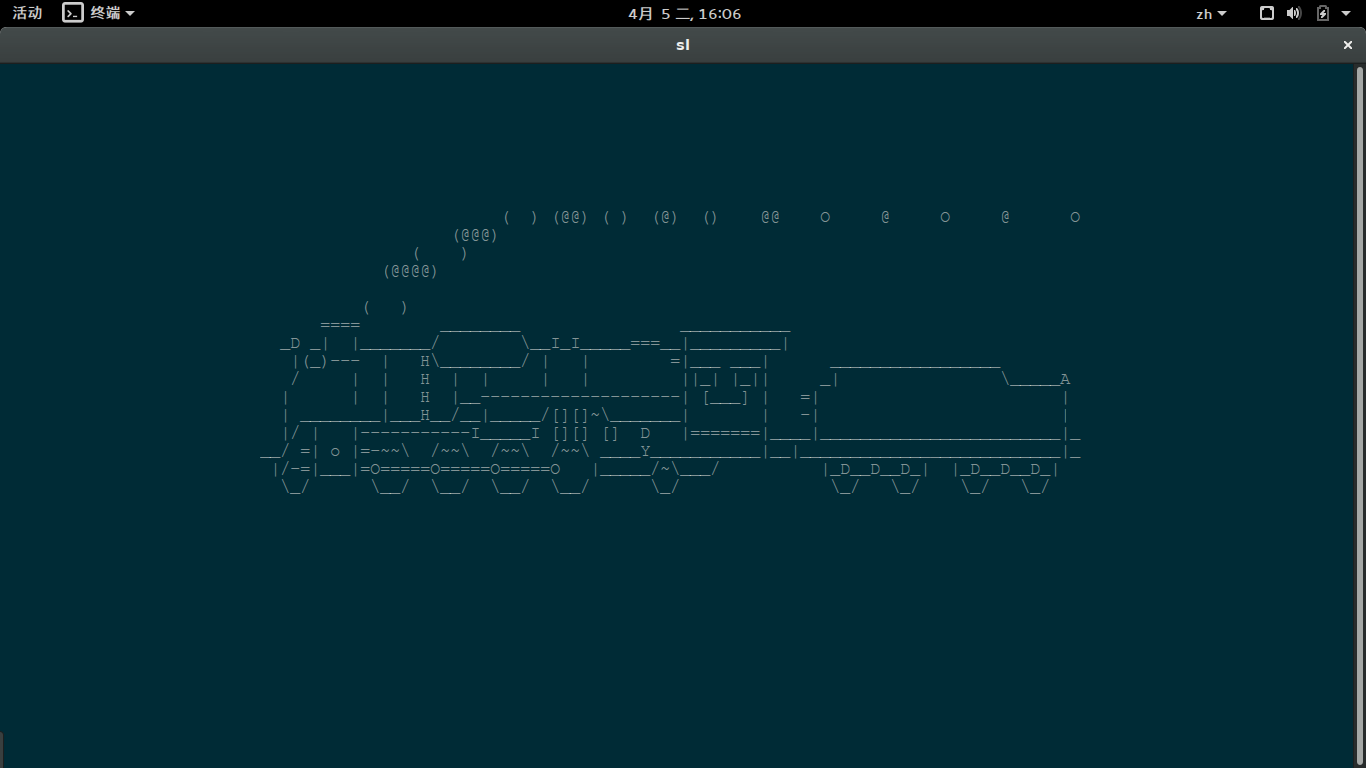 活动 终端 4月 5 二, 16:06 zh
sl
(  ) (@@) ( )  (@)  ()    @@    O     @     O     @      O
(@@@)
(    )
(@@@@)
(   )
====        ________           ___________
_D _|  |_______/        \__I_I_____===__|_________|
|(_)---  |   H\________/ |   |        =|___ ___|      _________________
/     |  |   H  |  |     |   |         ||_| |_||     _|                \_____A
|      |  |   H  |__--------------------| [___] |   =|                        |
| ________|___H__/__|_____/[][]~\_______|       |   -|                        |
|/ |   |-----------I_____I [][] []  D   |=======|____|________________________|_
__/ =| o |=-~~\  /~~\  /~~\  /~~\ ____Y___________|__|__________________________|_
|/-=|___|=O=====O=====O=====O   |_____/~\___/          |_D__D__D_|  |_D__D__D_|
\_/      \__/  \__/  \__/  \__/      \_/               \_/   \_/    \_/   \_/